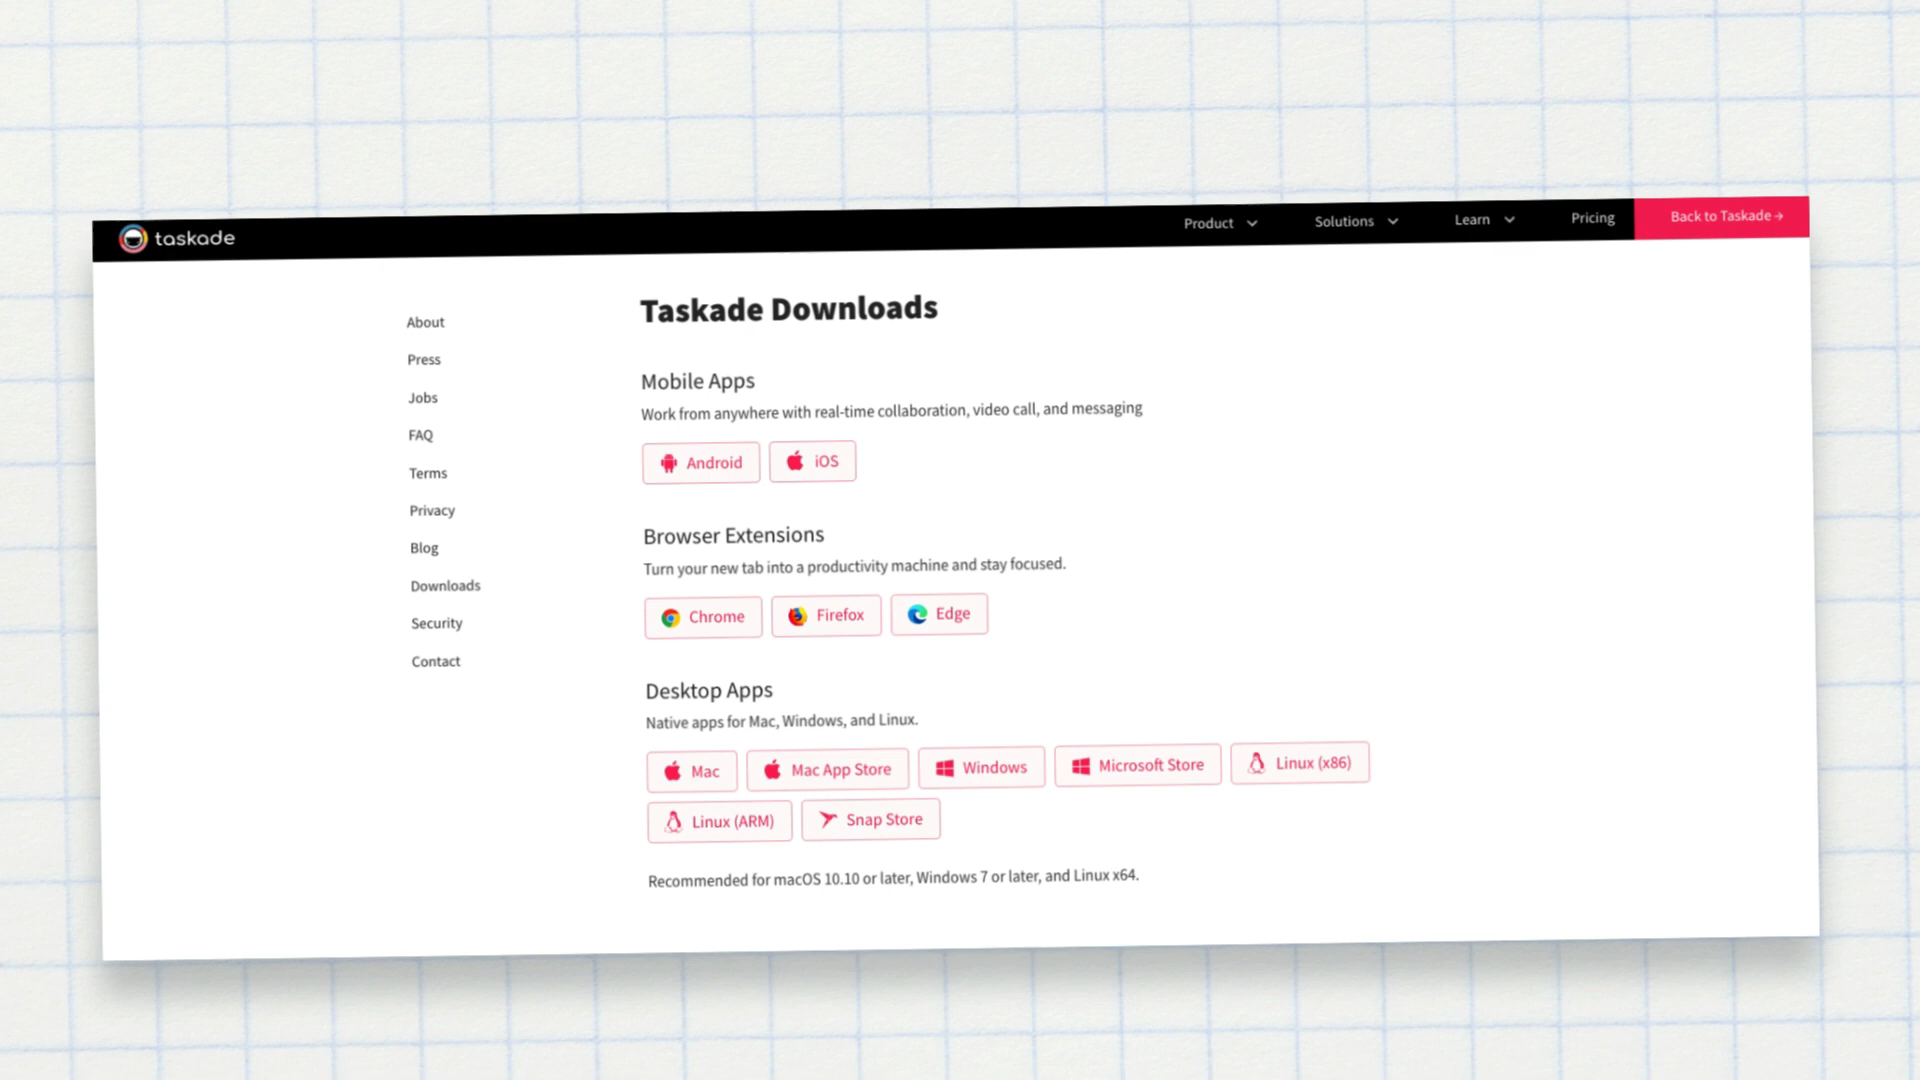 taskade
Product Solutions Learn Pricing Back to Taskade →
About
Press
Jobs
FAQ
Terms
Privacy
Blog
Downloads
Security
Contact
Taskade Downloads
Mobile Apps
Work from anywhere with real-time collaboration, video call, and messaging
Android iOS
Browser Extensions
Turn your new tab into a productivity machine and stay focused.
Chrome Firefox Edge
Desktop Apps
Native apps for Mac, Windows, and Linux.
Mac Mac App Store Windows Microsoft Store Linux (x86)
Linux (ARM) Snap Store
Recommended for macOS 10.10 or later, Windows 7 or later, and Linux x64.